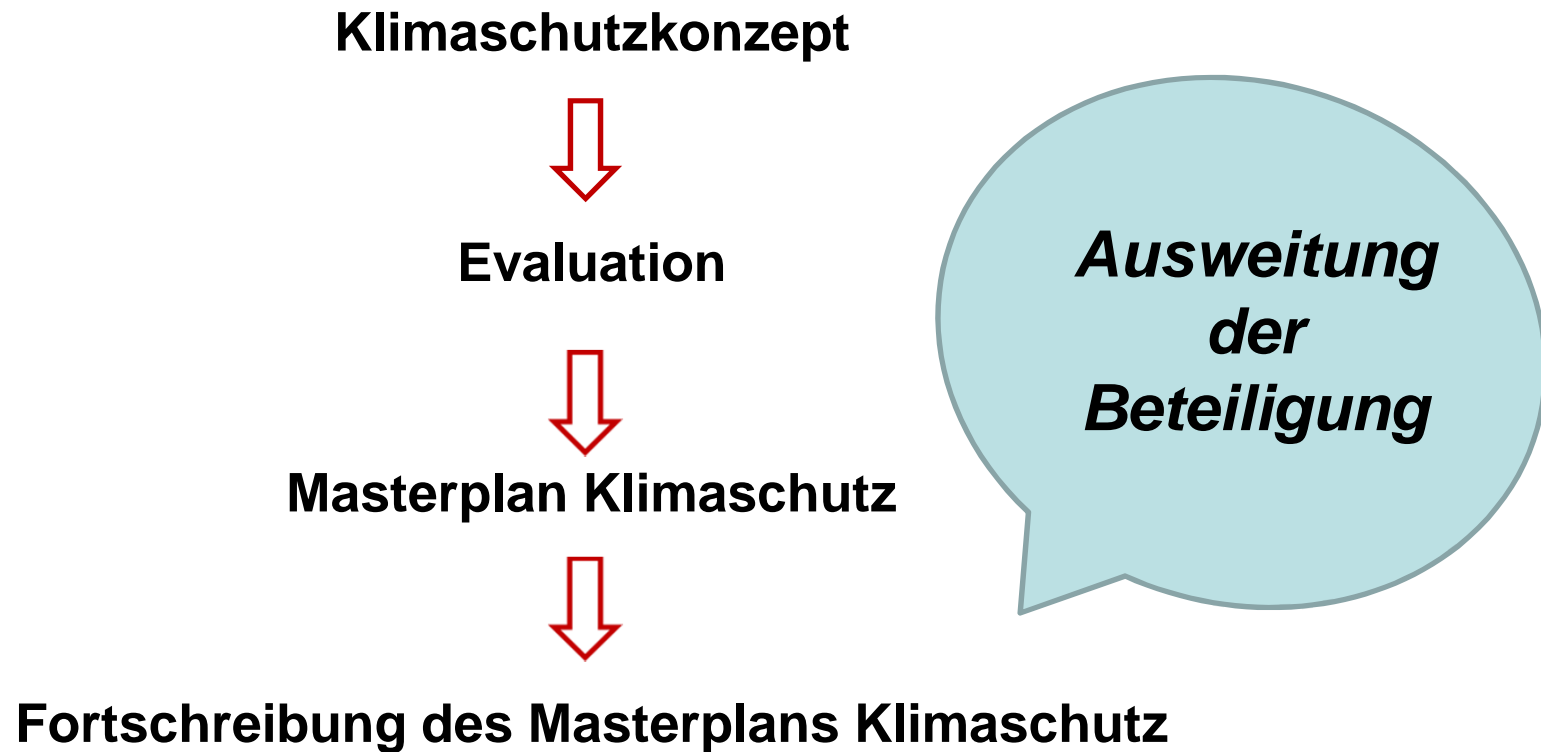 Klimaschutzkonzept
Evaluation
Masterplan Klimaschutz
Fortschreibung des Masterplans Klimaschutz
Ausweitung
der
Beteiligung